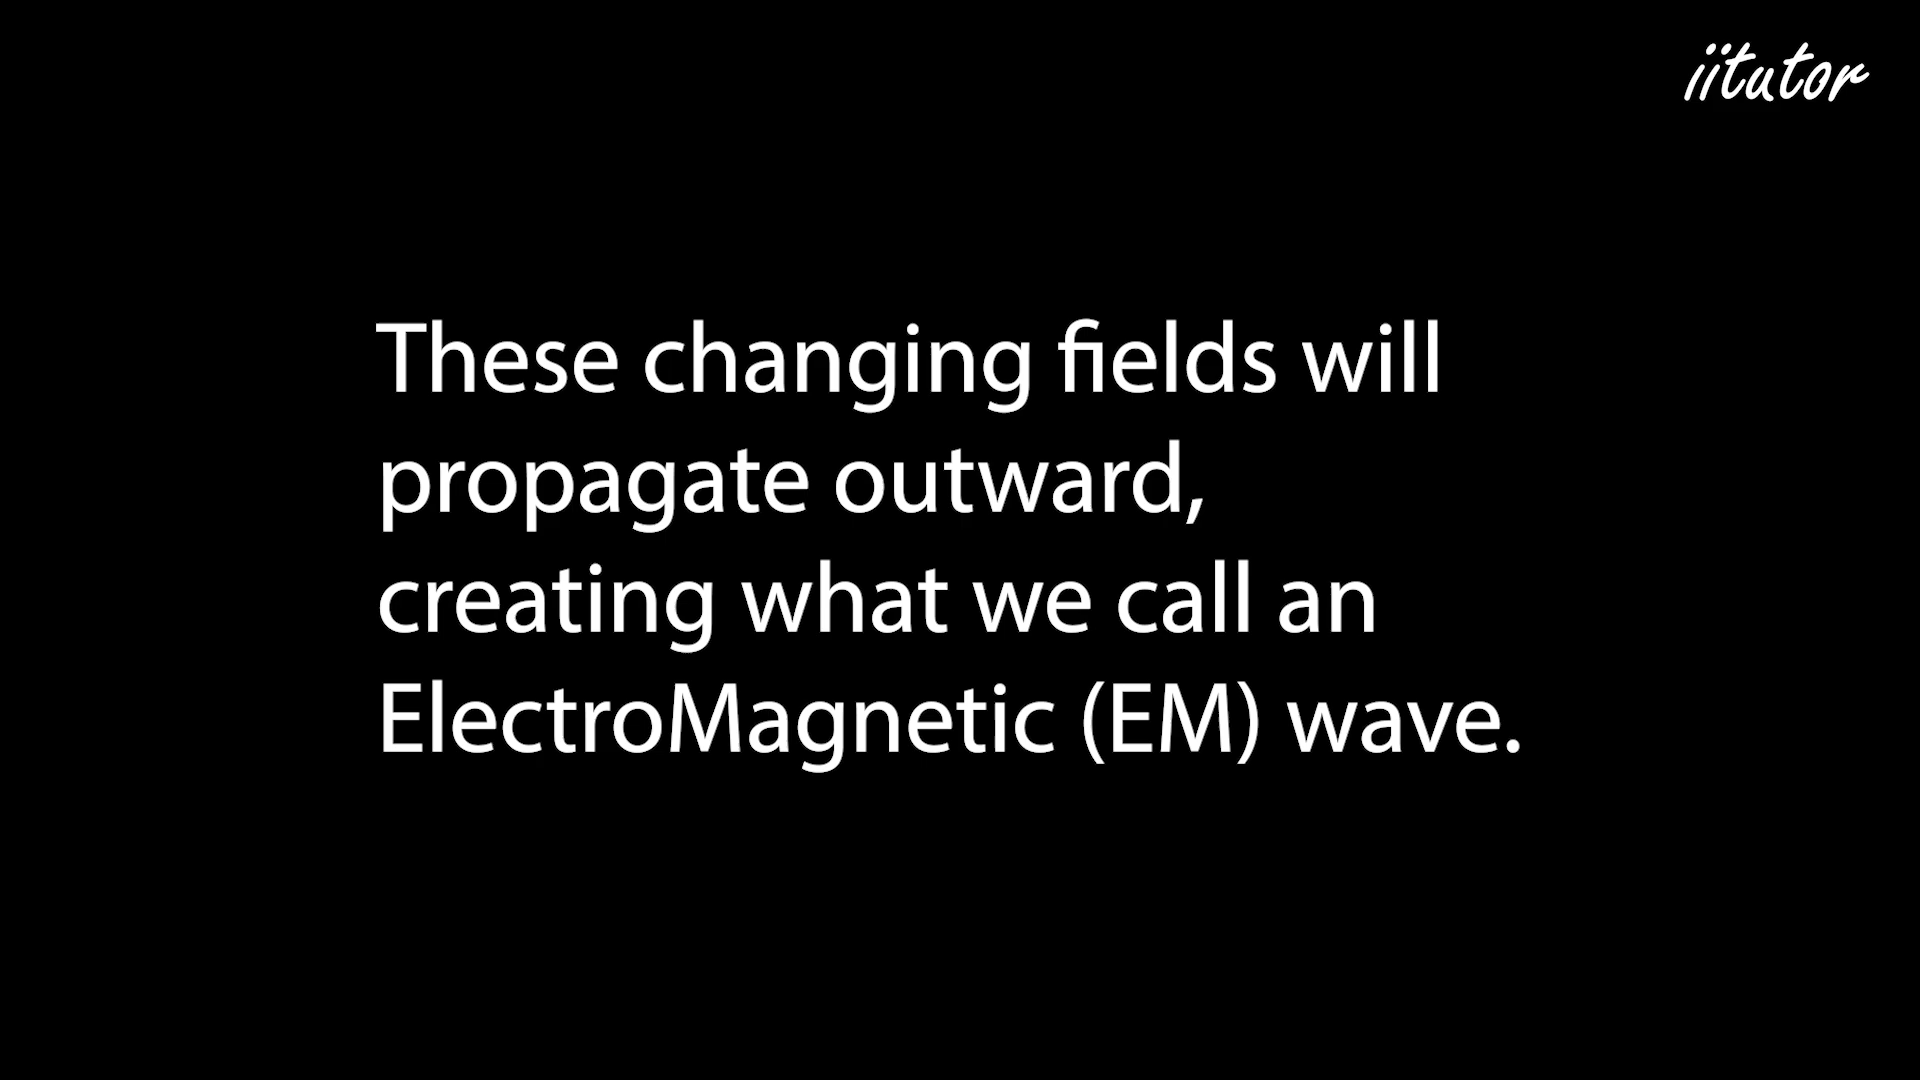 iitutor
These changing fields will
propagate outward,
creating what we call an
ElectroMagnetic (EM) wave.